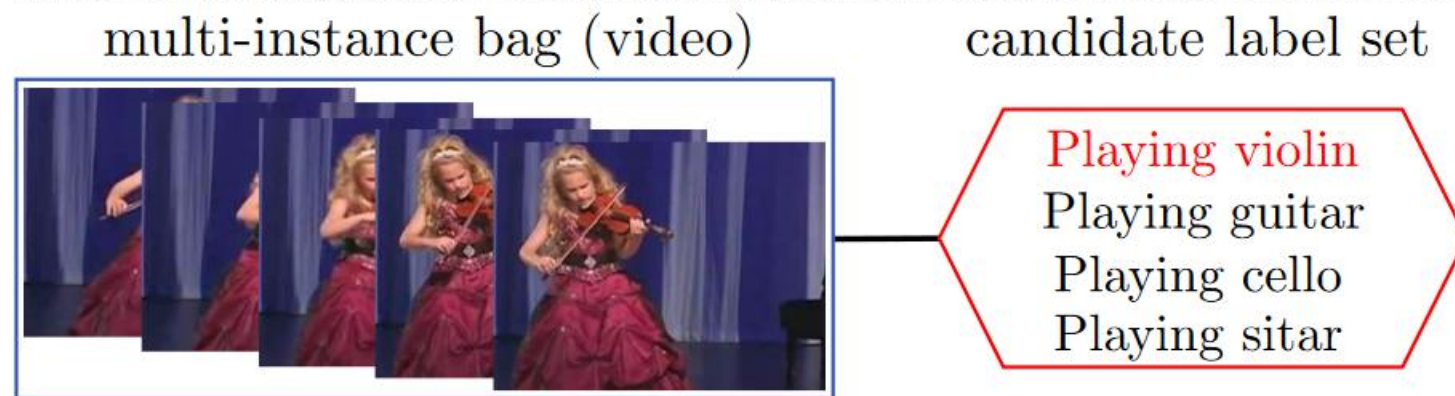 multi-instance bag (video)
candidate label set
Playing violin
Playing guitar
Playing cello
Playing sitar